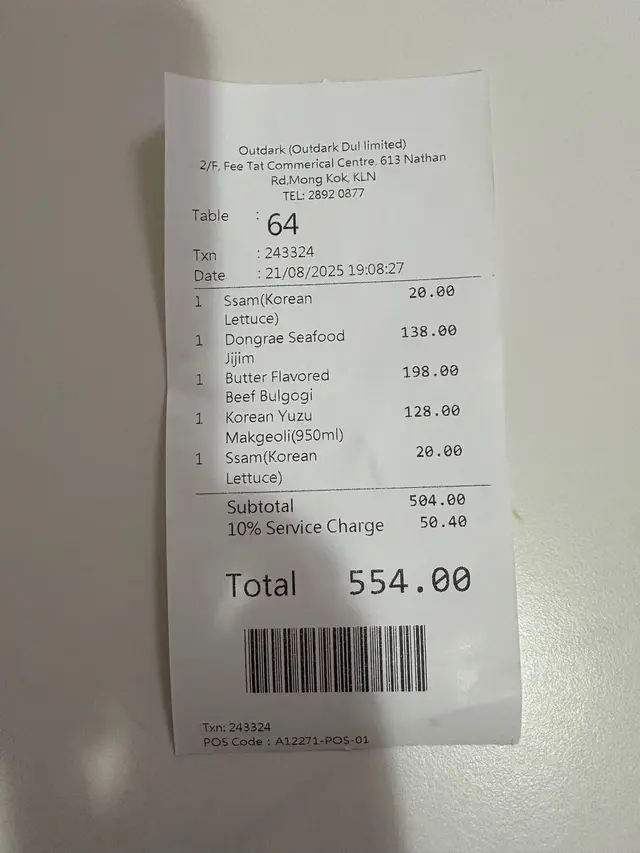 Outdark (Outdark Dul limited)
2/F, Fee Tat Commerical Centre, 613 Nathan
Rd,Mong Kok, KLN
TEL: 2892 0877
Table : 64
Txn : 243324
Date : 21/08/2025 19:08:27
1 Ssam(Korean 20.00
Lettuce)
1 Dongrae Seafood 138.00
Jijim
1 Butter Flavored 198.00
Beef Bulgogi
1 Korean Yuzu 128.00
Makgeoli(950ml)
1 Ssam(Korean 20.00
Lettuce)
Subtotal 504.00
10% Service Charge 50.40
Total 554.00
Txn: 243324
POS Code : A12271-POS-01